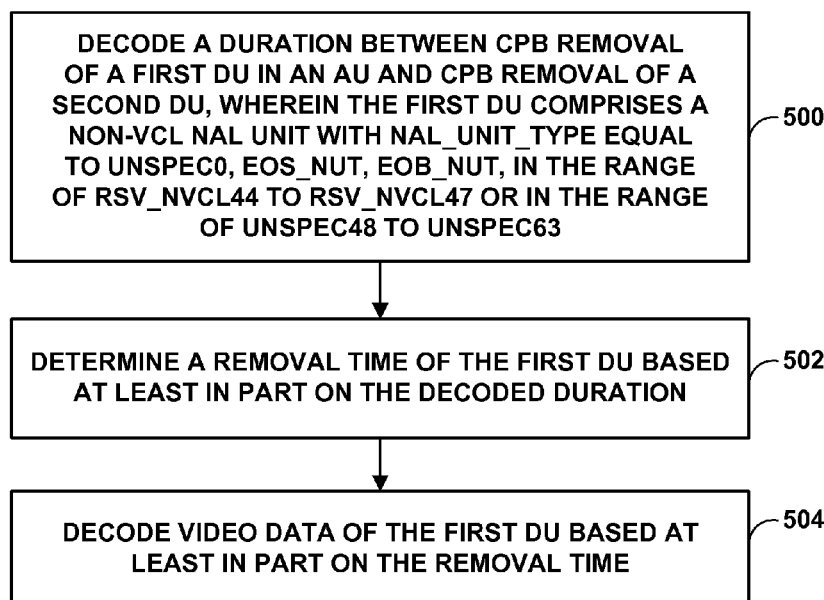 DECODE A DURATION BETWEEN CPB REMOVAL
OF A FIRST DU IN AN AU AND CPB REMOVAL OF A
SECOND DU, WHEREIN THE FIRST DU COMPRISES A
NON-VCL NAL UNIT WITH NAL_UNIT_TYPE EQUAL
TO UNSPEC0, EOS_NUT, EOB_NUT, IN THE RANGE
OF RSV_NVCL44 TO RSV_NVCL47 OR IN THE RANGE
OF UNSPEC48 TO UNSPEC63
500
DETERMINE A REMOVAL TIME OF THE FIRST DU BASED
AT LEAST IN PART ON THE DECODED DURATION
502
DECODE VIDEO DATA OF THE FIRST DU BASED AT
LEAST IN PART ON THE REMOVAL TIME
504